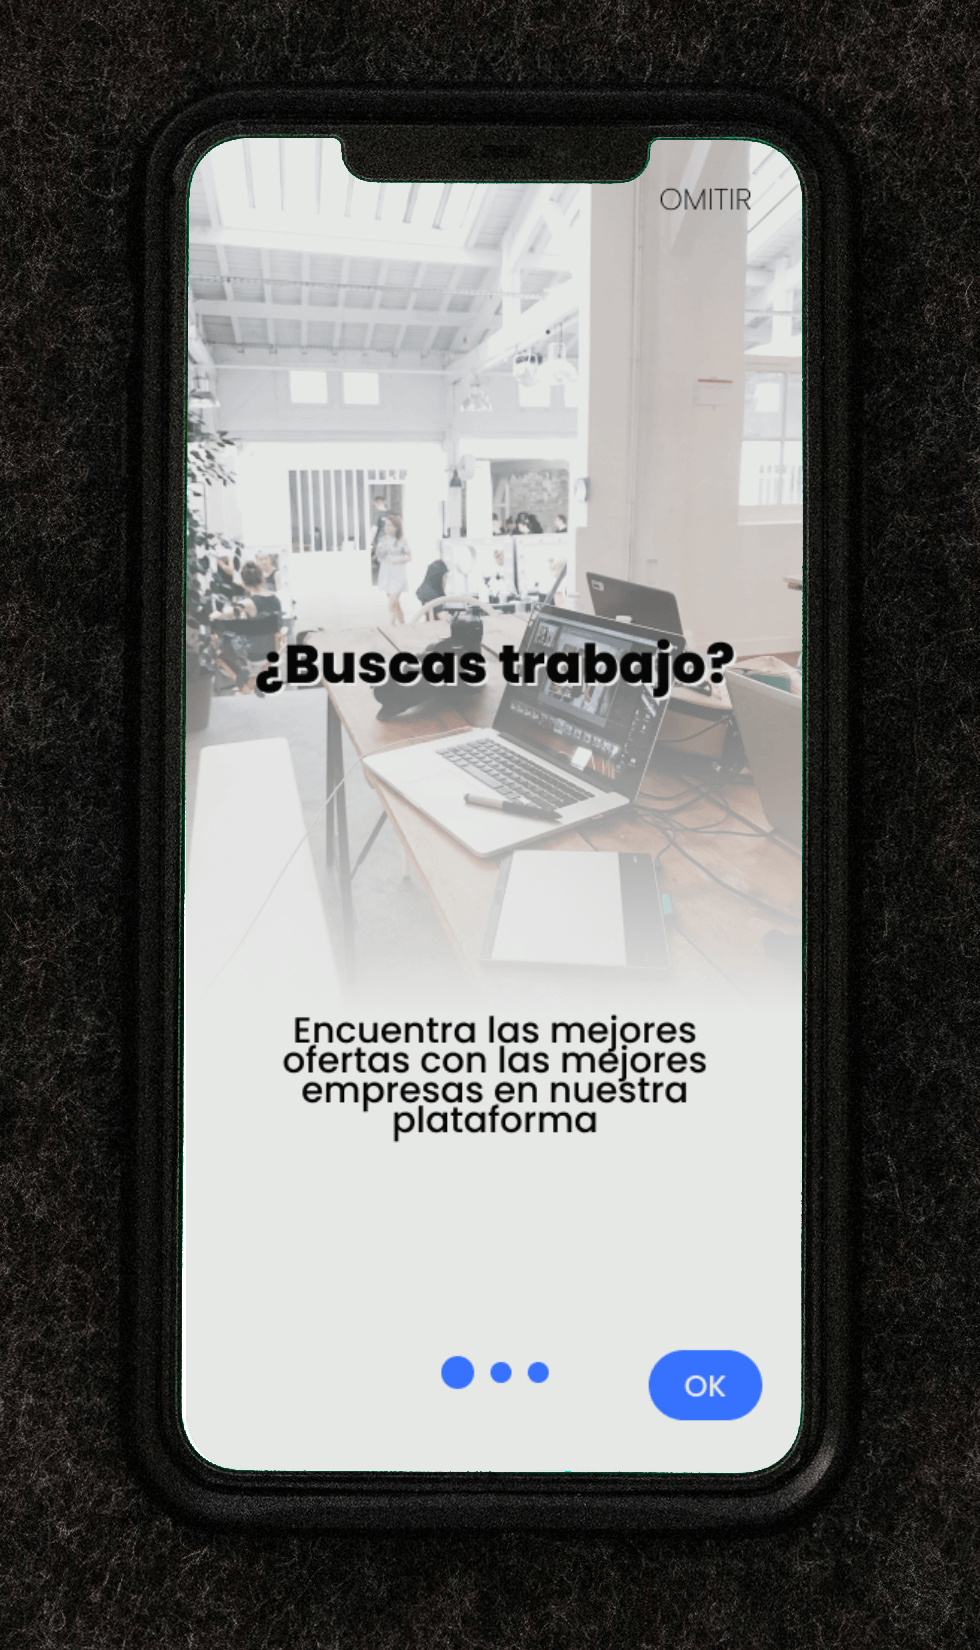 OMITIR
¿Buscas trabajo?
Encuentra las mejores
ofertas con las mejores
empresas en nuestra
plataforma
OK